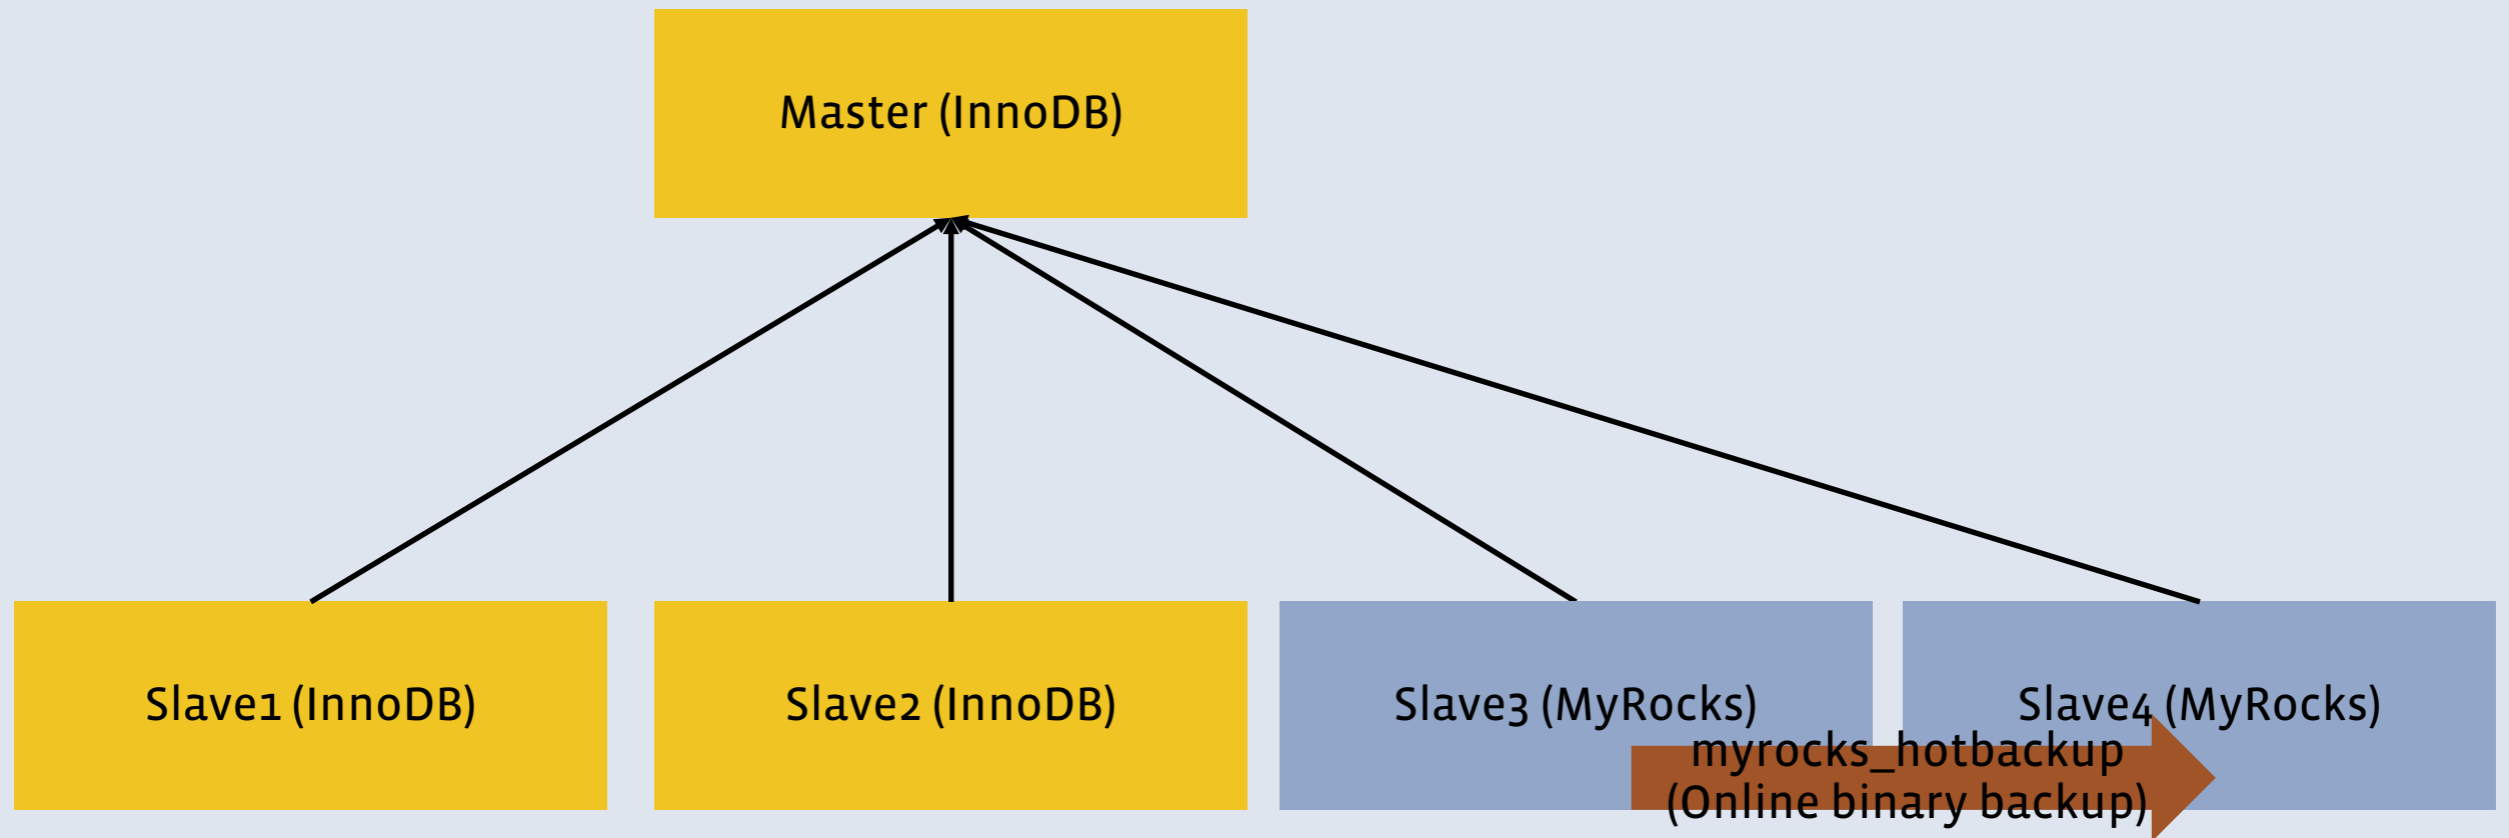 Master (InnoDB)
Slave1 (InnoDB)
Slave2 (InnoDB)
Slave3 (MyRocks)
Slave4 (MyRocks)
myrocks_hotbackup
(Online binary backup)